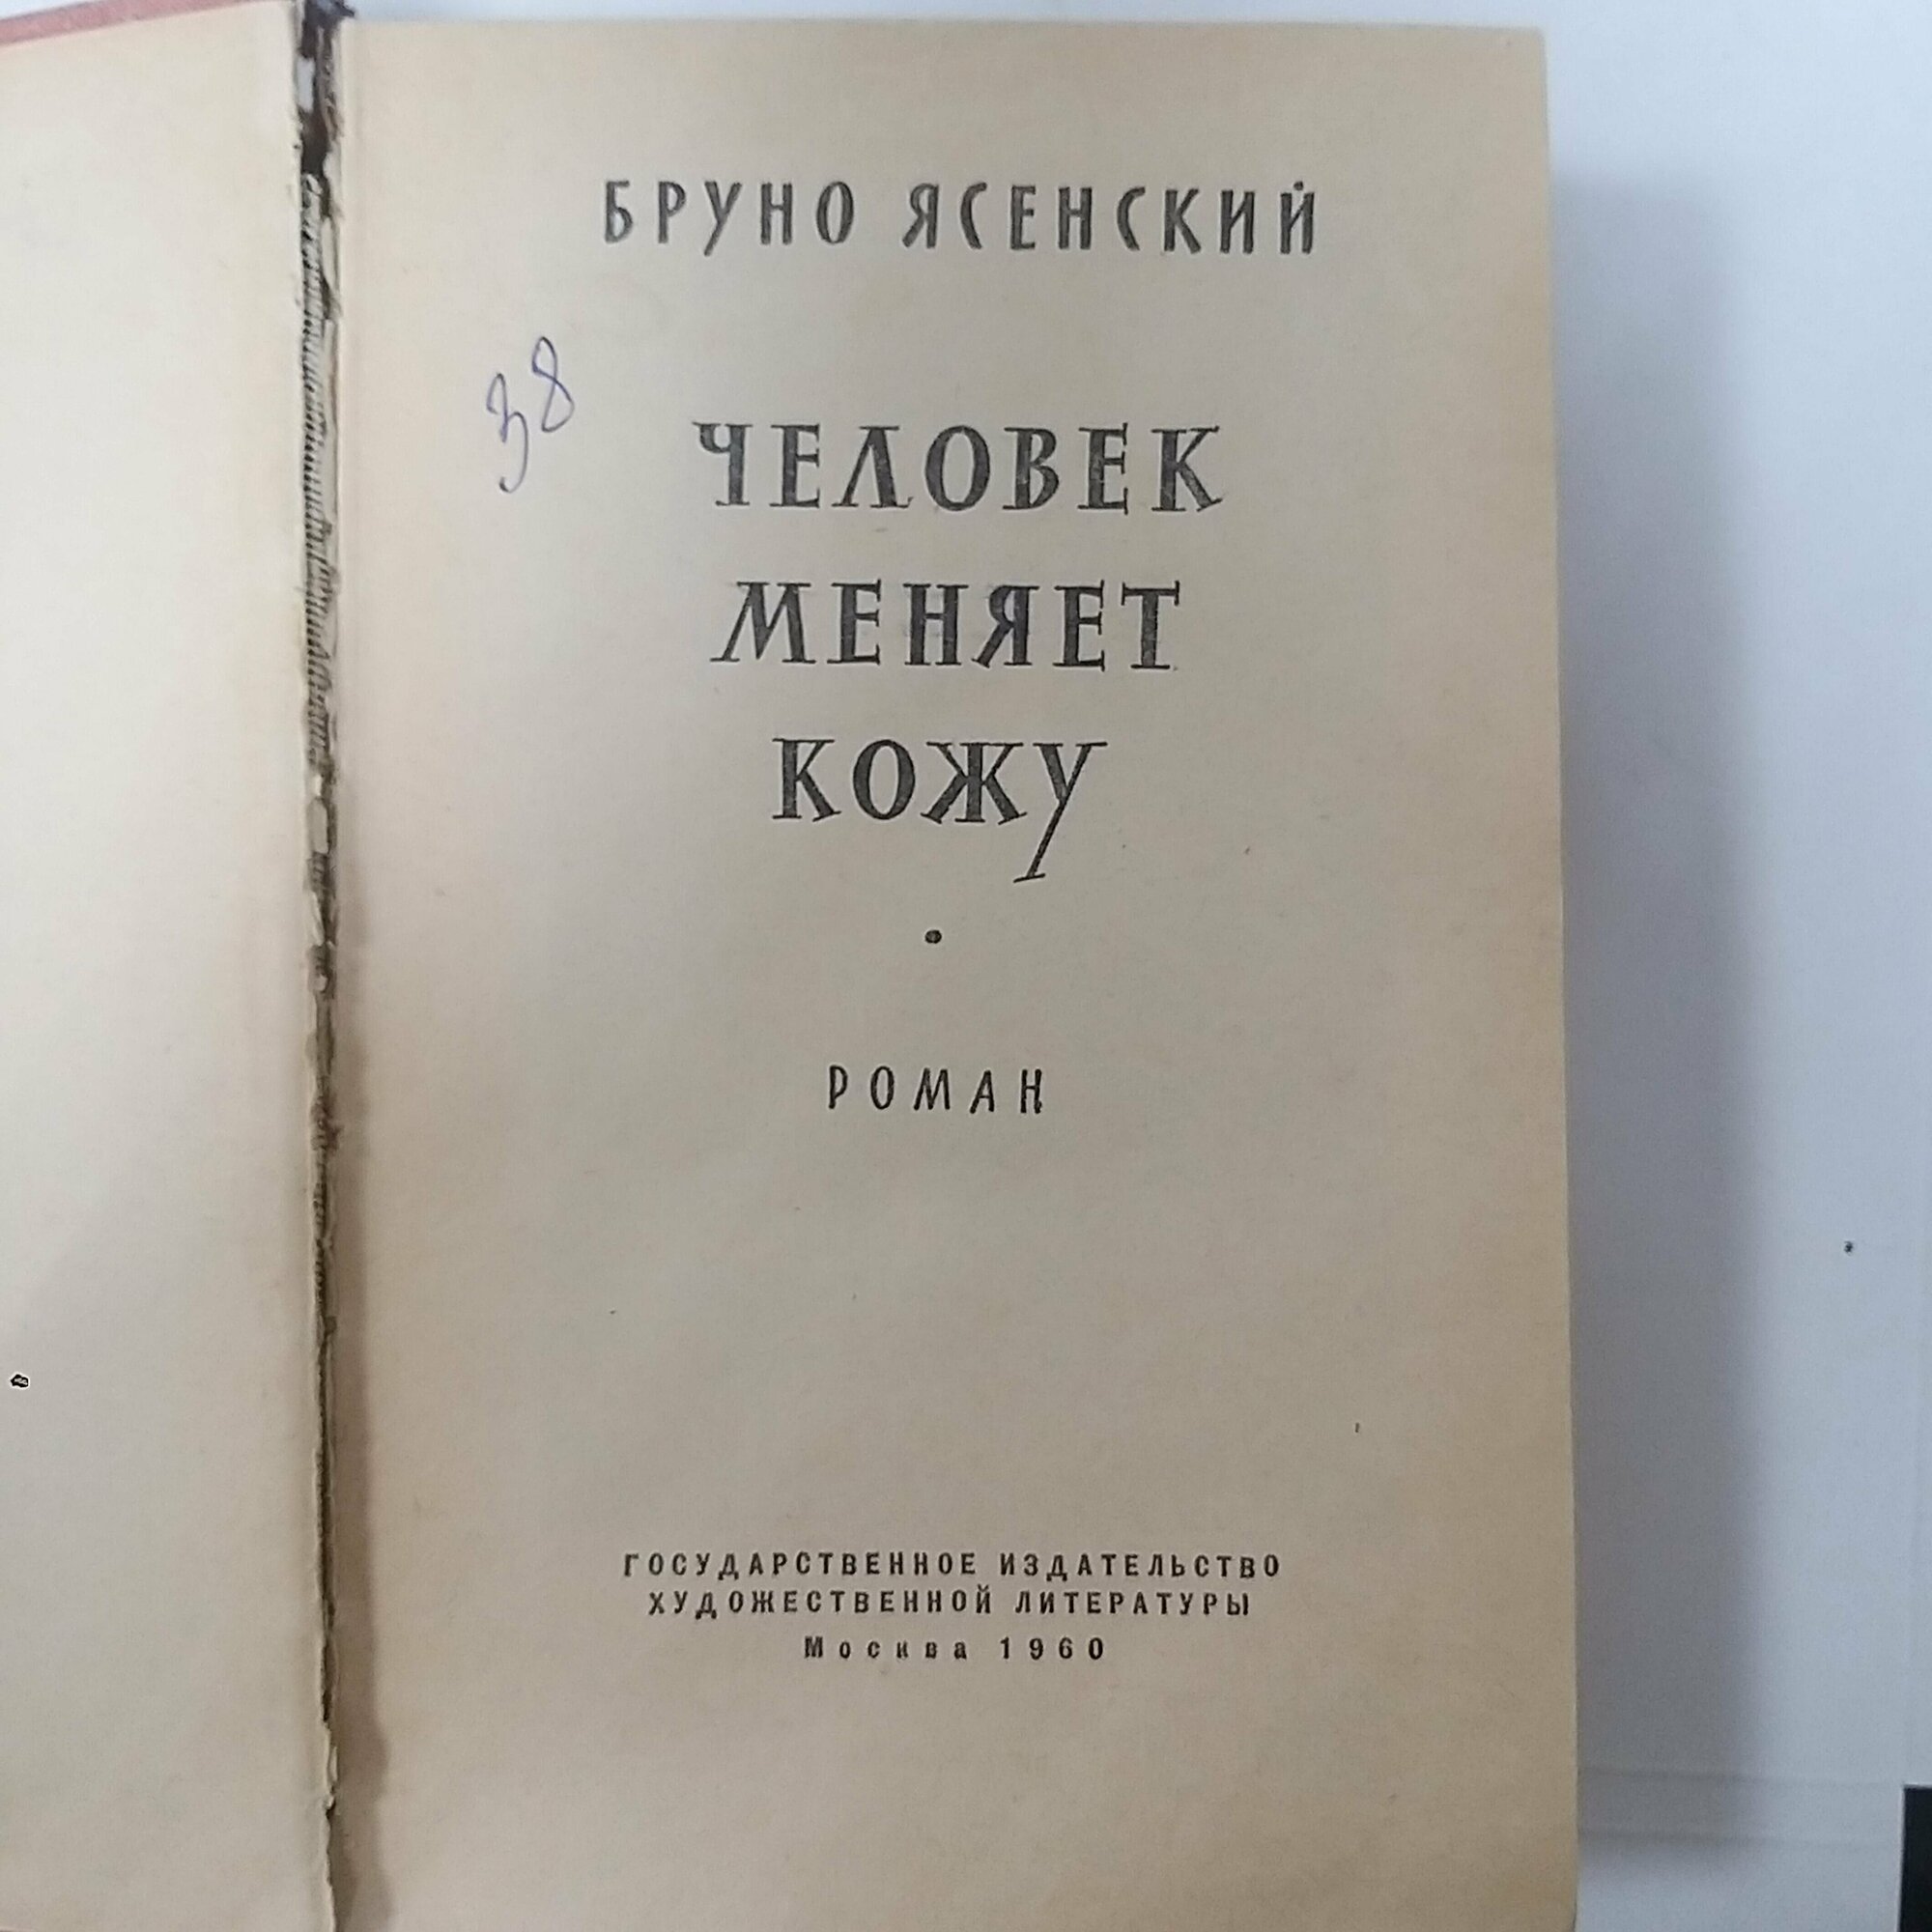 БРУНО ЯСЕНСКИЙ
38
ЧЕЛОВЕК
МЕНЯЕТ
КОЖУ
РОМАН
ГОСУДАРСТВЕННОЕ ИЗДАТЕЛЬСТВО
ХУДОЖЕСТВЕННОЙ ЛИТЕРАТУРЫ
Москва 1960